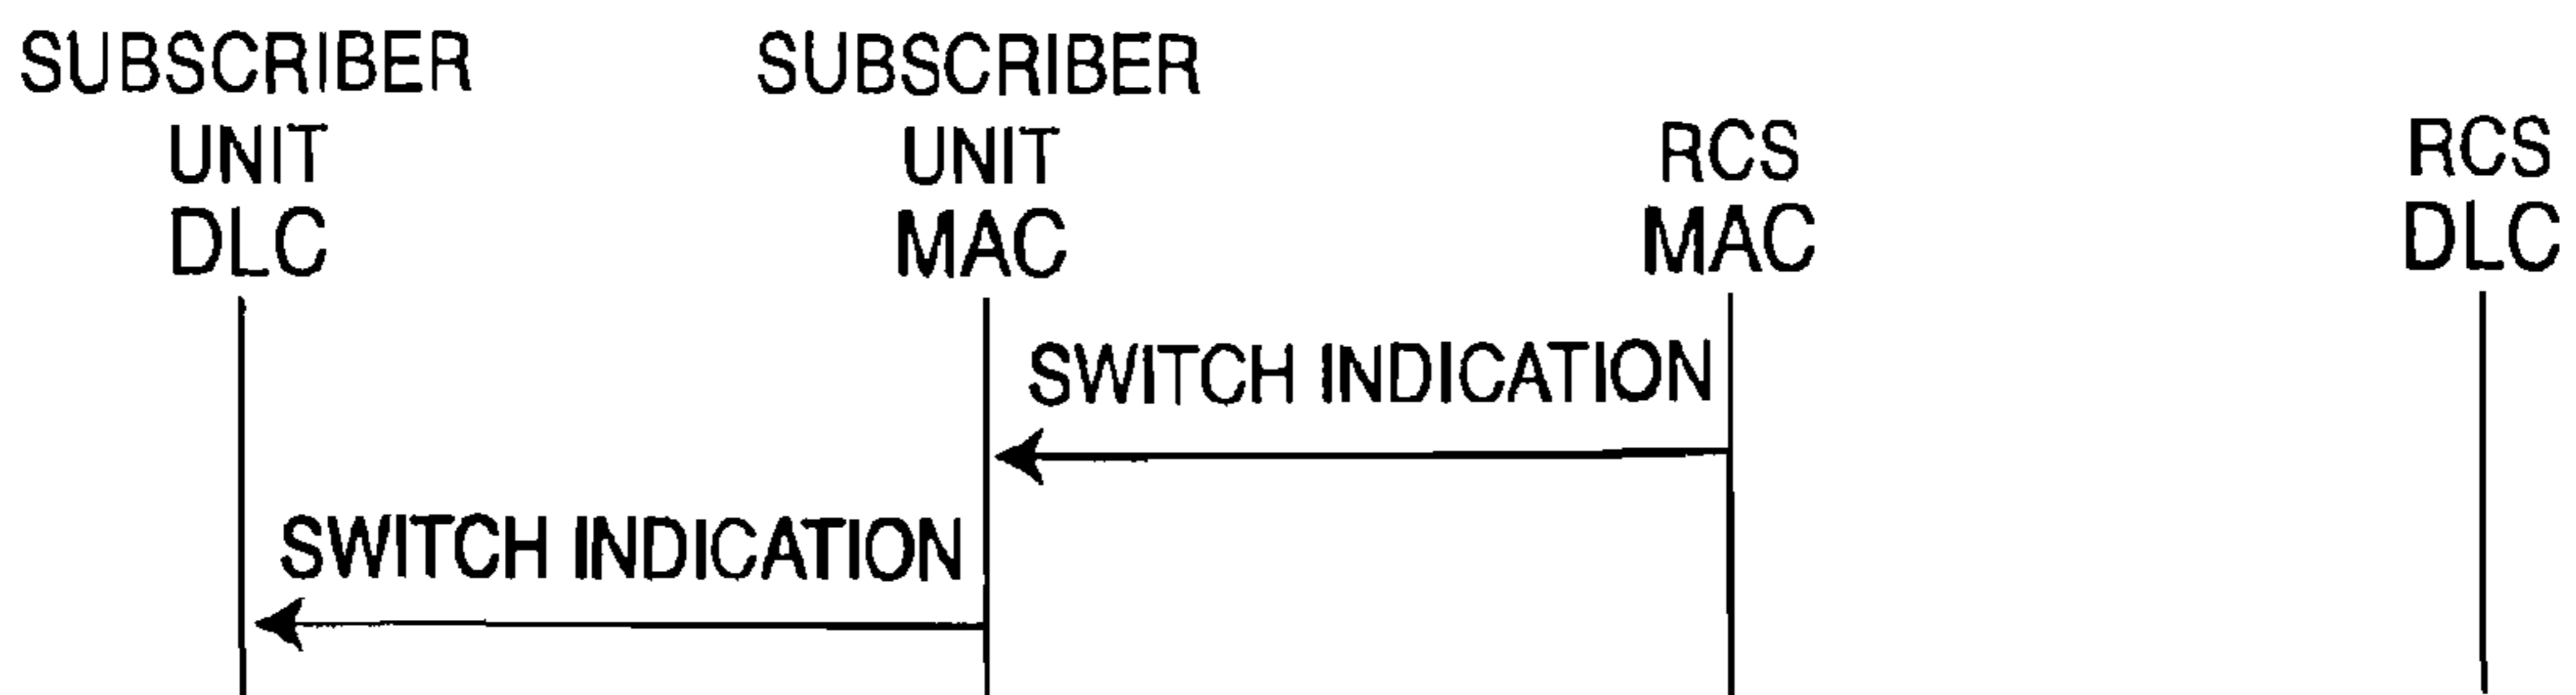 SUBSCRIBER
UNIT
DLC
SUBSCRIBER
UNIT
MAC
RCS
MAC
RCS
DLC
SWITCH INDICATION
SWITCH INDICATION